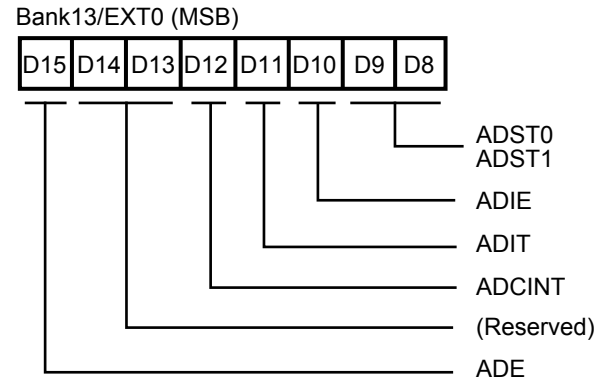 Bank13/EXT0 (MSB)
D15 D14 D13 D12 D11 D10 D9 D8
ADST0
ADST1
ADIE
ADIT
ADCINT
(Reserved)
ADE